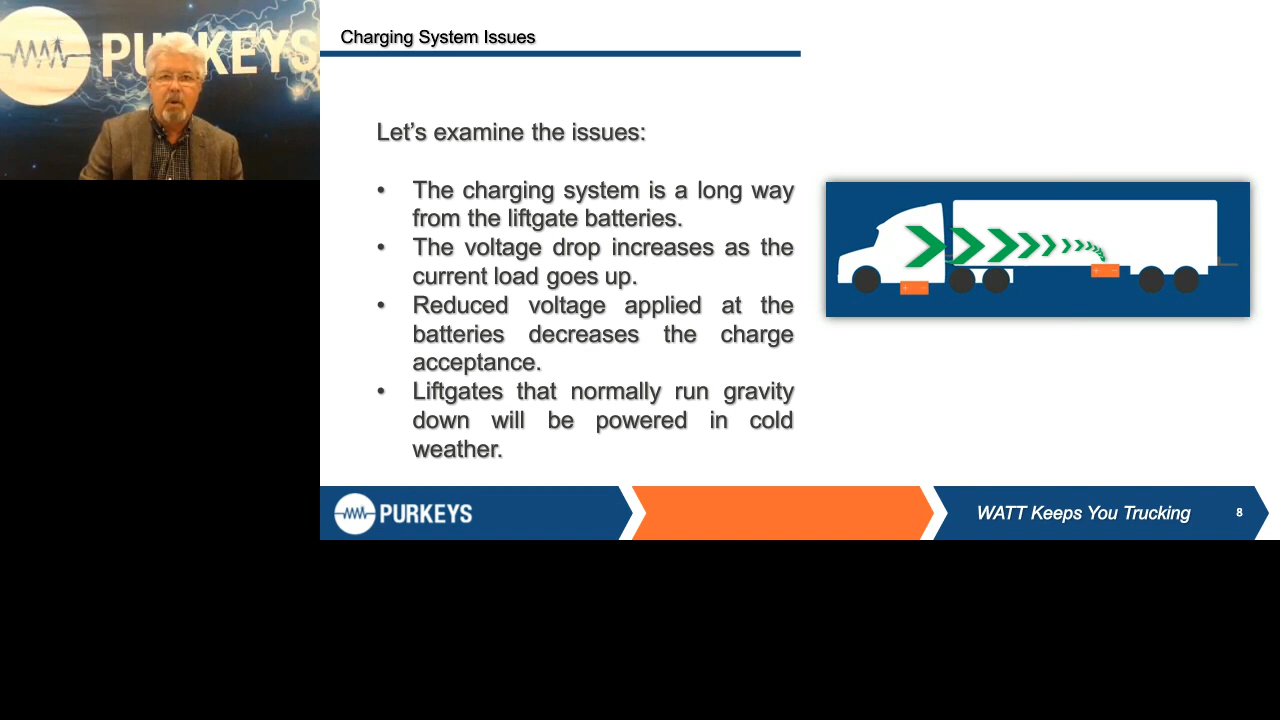 PURKEYS
Charging System Issues
Let's examine the issues:
• The charging system is a long way
from the liftgate batteries.
• The voltage drop increases as the
current load goes up.
• Reduced voltage applied at the
batteries decreases the charge
acceptance.
• Liftgates that normally run gravity
down will be powered in cold
weather.
PURKEYS
WATT Keeps You Trucking
8